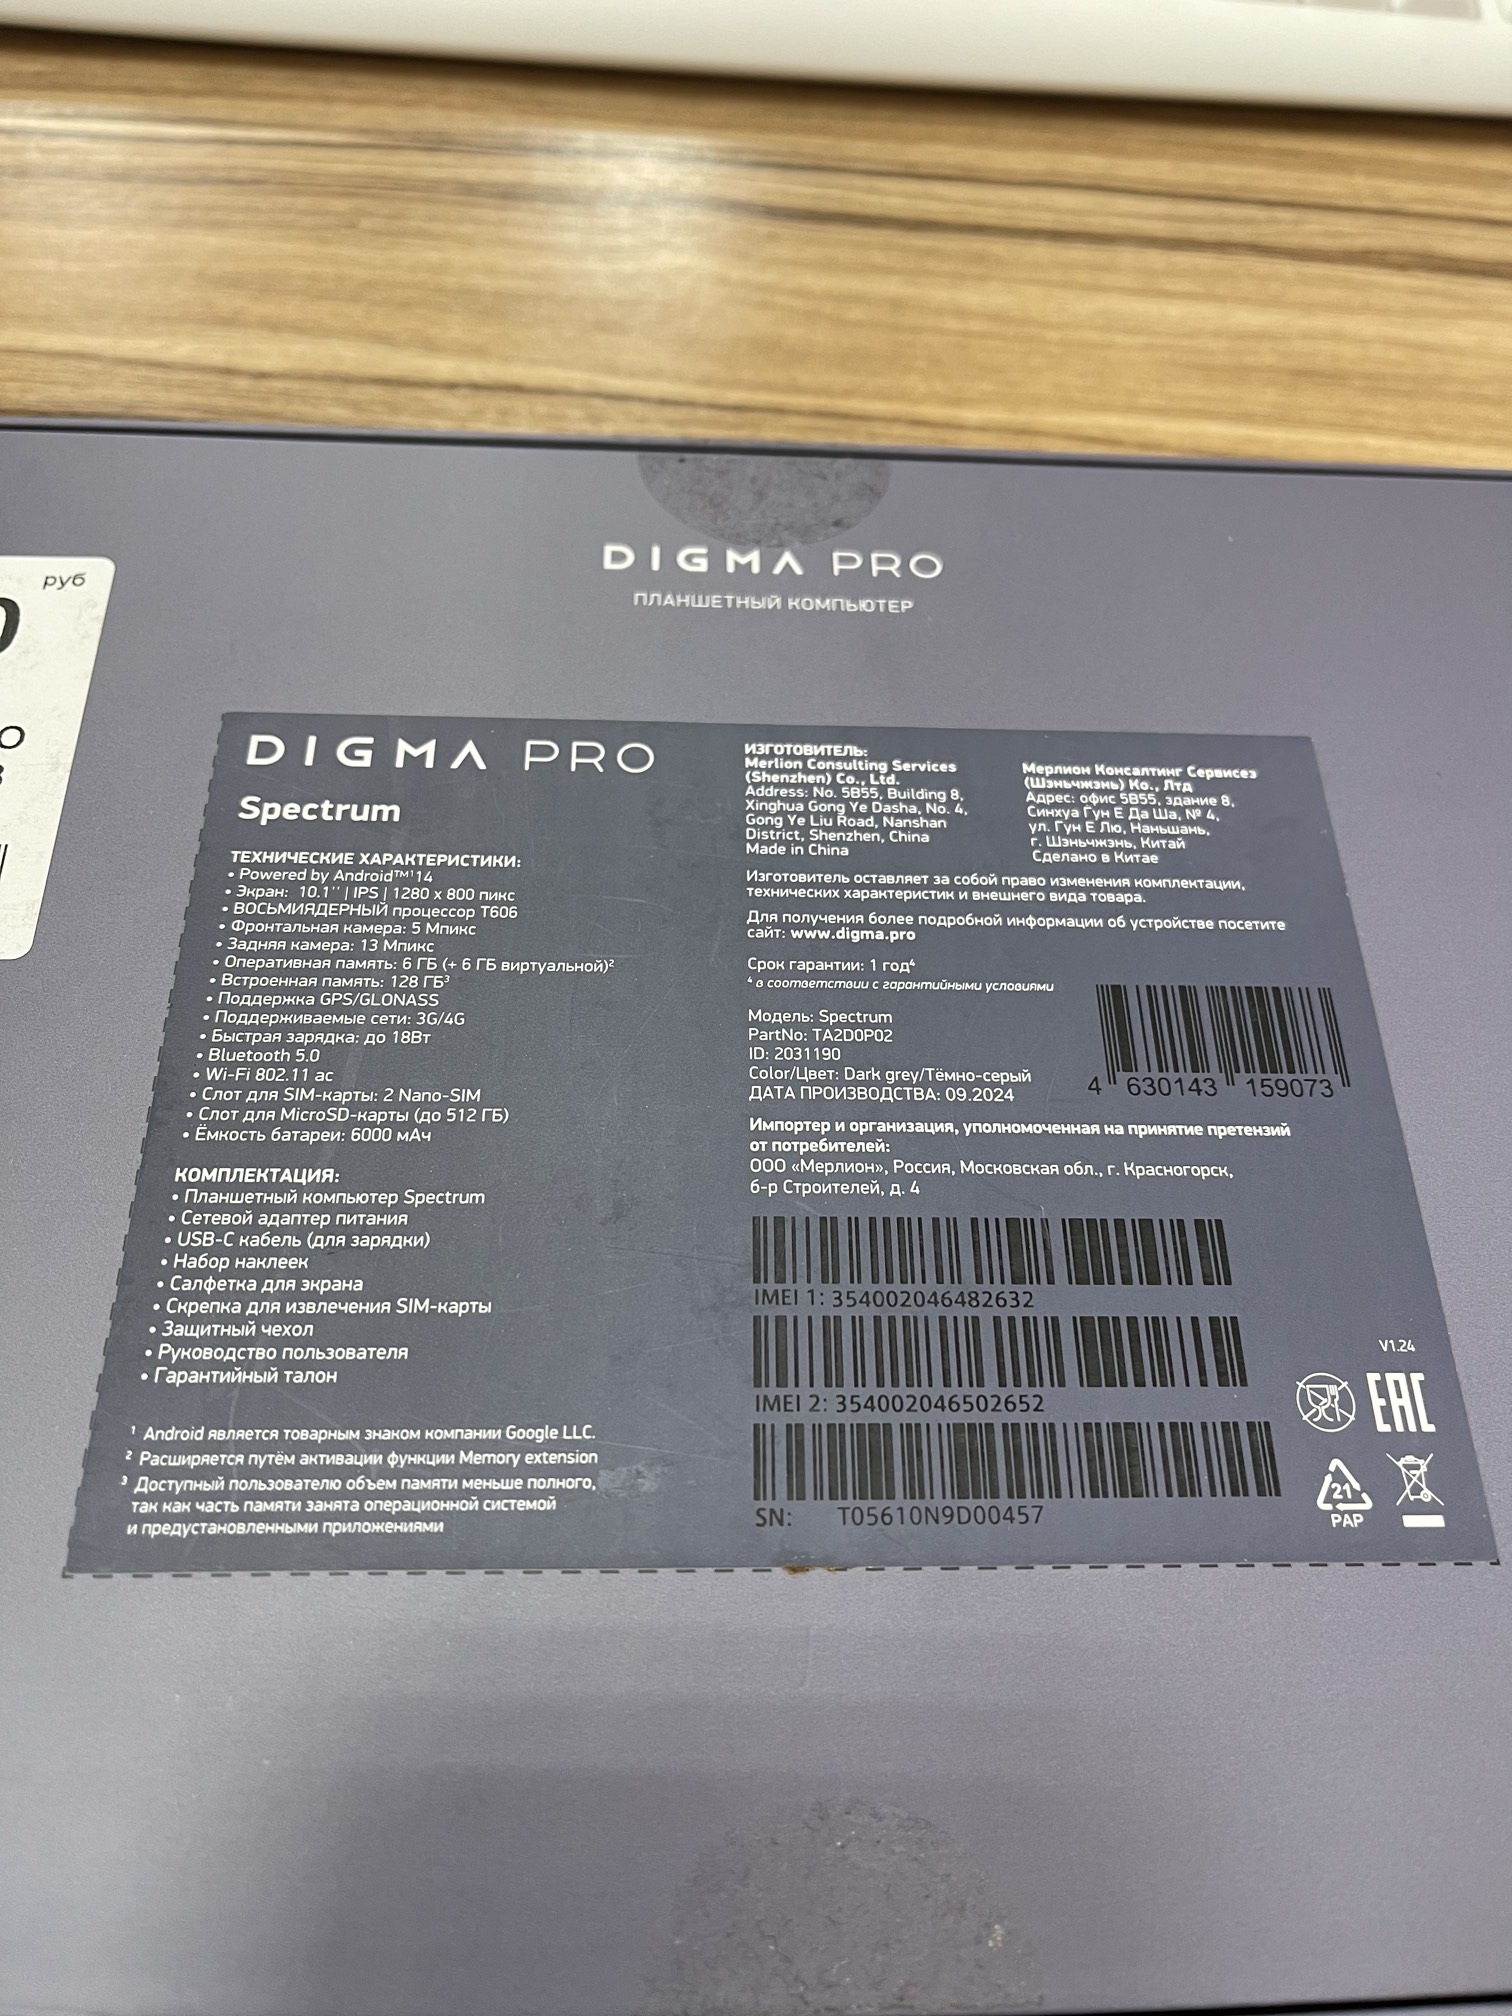 руб
DIGMA PRO
ПЛАНШЕТНЫЙ КОМПЬЮТЕР
DIGMA PRO
Spectrum
ТЕХНИЧЕСКИЕ ХАРАКТЕРИСТИКИ:
• Powered by Android™¹14
• Экран: 10.1'' | IPS | 1280 x 800 пикс
• ВОСЬМИЯДЕРНЫЙ процессор T606
• Фронтальная камера: 5 Мпикс
• Задняя камера: 13 Мпикс
• Оперативная память: 6 ГБ (+ 6 ГБ виртуальной)²
• Встроенная память: 128 ГБ³
• Поддержка GPS/GLONASS
• Поддерживаемые сети: 3G/4G
• Быстрая зарядка: до 18Вт
• Bluetooth 5.0
• Wi-Fi 802.11 ac
• Слот для SIM-карты: 2 Nano-SIM
• Слот для MicroSD-карты (до 512 ГБ)
• Ёмкость батареи: 6000 мАч
КОМПЛЕКТАЦИЯ:
• Планшетный компьютер Spectrum
• Сетевой адаптер питания
• USB-C кабель (для зарядки)
• Набор наклеек
• Салфетка для экрана
• Скрепка для извлечения SIM-карты
• Защитный чехол
• Руководство пользователя
• Гарантийный талон
¹ Android является товарным знаком компании Google LLC.
² Расширяется путём активации функции Memory extension
³ Доступный пользователю объем памяти меньше полного,
так как часть памяти занята операционной системой
и предустановленными приложениями
ИЗГОТОВИТЕЛЬ:
Merlion Consulting Services
(Shenzhen) Co., Ltd.
Address: No. 5B55, Building 8,
Xinghua Gong Ye Dasha, No. 4,
Gong Ye Liu Road, Nanshan
District, Shenzhen, China
Made in China
Мерлион Консалтинг Сервисез
(Шэньчжэнь) Ко., Лтд
Адрес: офис 5B55, здание 8,
Синхуа Гун Е Да Ша, № 4,
ул. Гун Е Лю, Наньшань,
г. Шэньчжэнь, Китай
Сделано в Китае
Изготовитель оставляет за собой право изменения комплектации,
технических характеристик и внешнего вида товара.
Для получения более подробной информации об устройстве посетите
сайт: www.digma.pro
Срок гарантии: 1 год⁴
⁴ в соответствии с гарантийными условиями
Модель: Spectrum
PartNo: TA2D0P02
ID: 2031190
Color/Цвет: Dark grey/Тёмно-серый
ДАТА ПРОИЗВОДСТВА: 09.2024
4 630143 159073
Импортер и организация, уполномоченная на принятие претензий
от потребителей:
ООО «Мерлион», Россия, Московская обл., г. Красногорск,
б-р Строителей, д. 4
IMEI 1: 354002046482632
IMEI 2: 354002046502652
SN: T05610N9D00457
V1.24
EAC
21
PAP